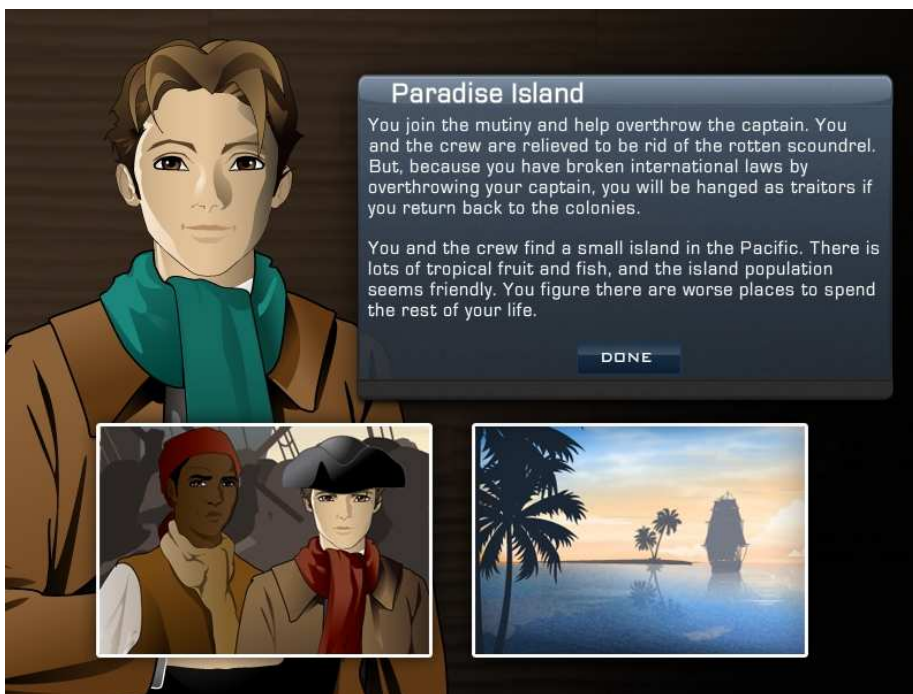 Paradise Island
You join the mutiny and help overthrow the captain. You
and the crew are relieved to be rid of the rotten scoundrel.
But, because you have broken international laws by
overthrowing your captain, you will be hanged as traitors if
you return back to the colonies.
You and the crew find a small island in the Pacific. There is
lots of tropical fruit and fish, and the island population
seems friendly. You figure there are worse places to spend
the rest of your life.
DONE